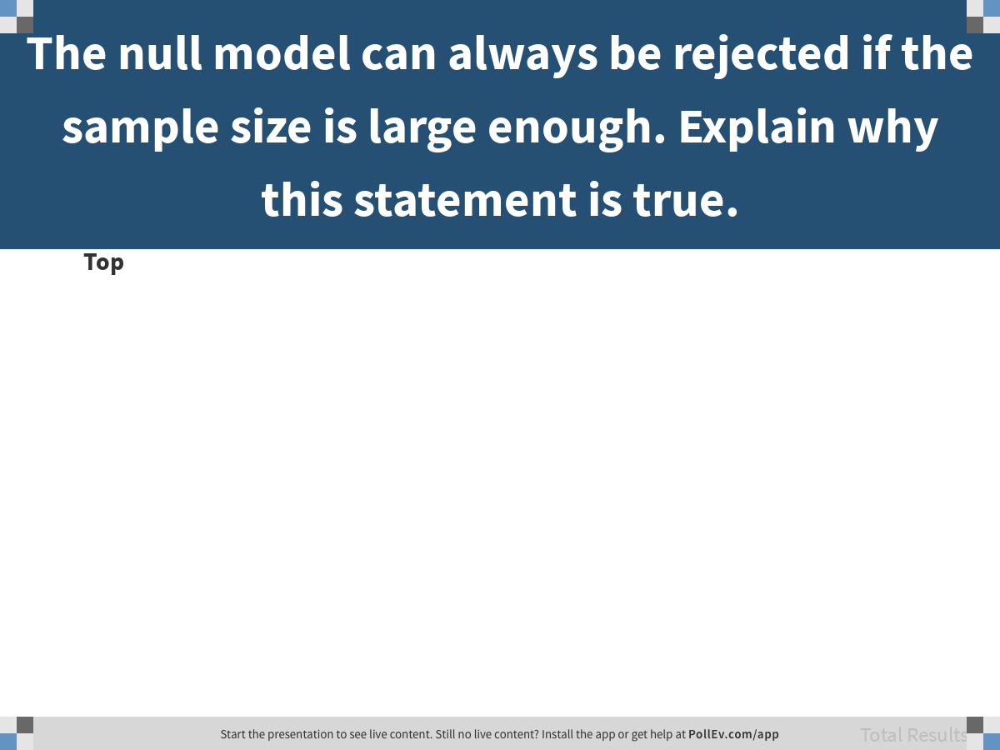 The null model can always be rejected if the
sample size is large enough. Explain why
this statement is true.
Top
Start the presentation to see live content. Still no live content? Install the app or get help at PollEv.com/app
Total Results